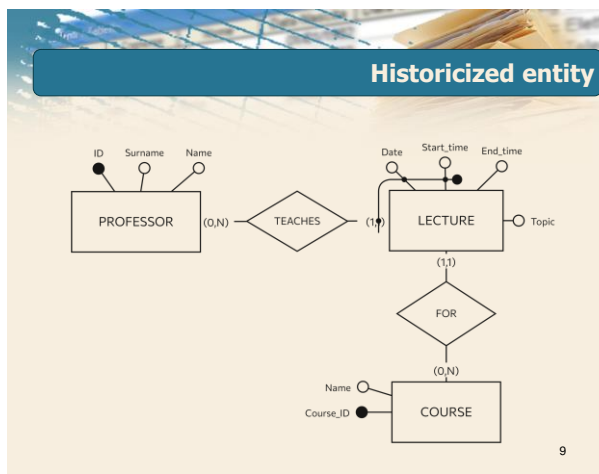 Historicized entity
ID Surname Name
Date Start_time End_time
PROFESSOR (0,N) TEACHES LECTURE Topic
(1,1)
FOR
(0,N)
Name
Course_ID COURSE
9